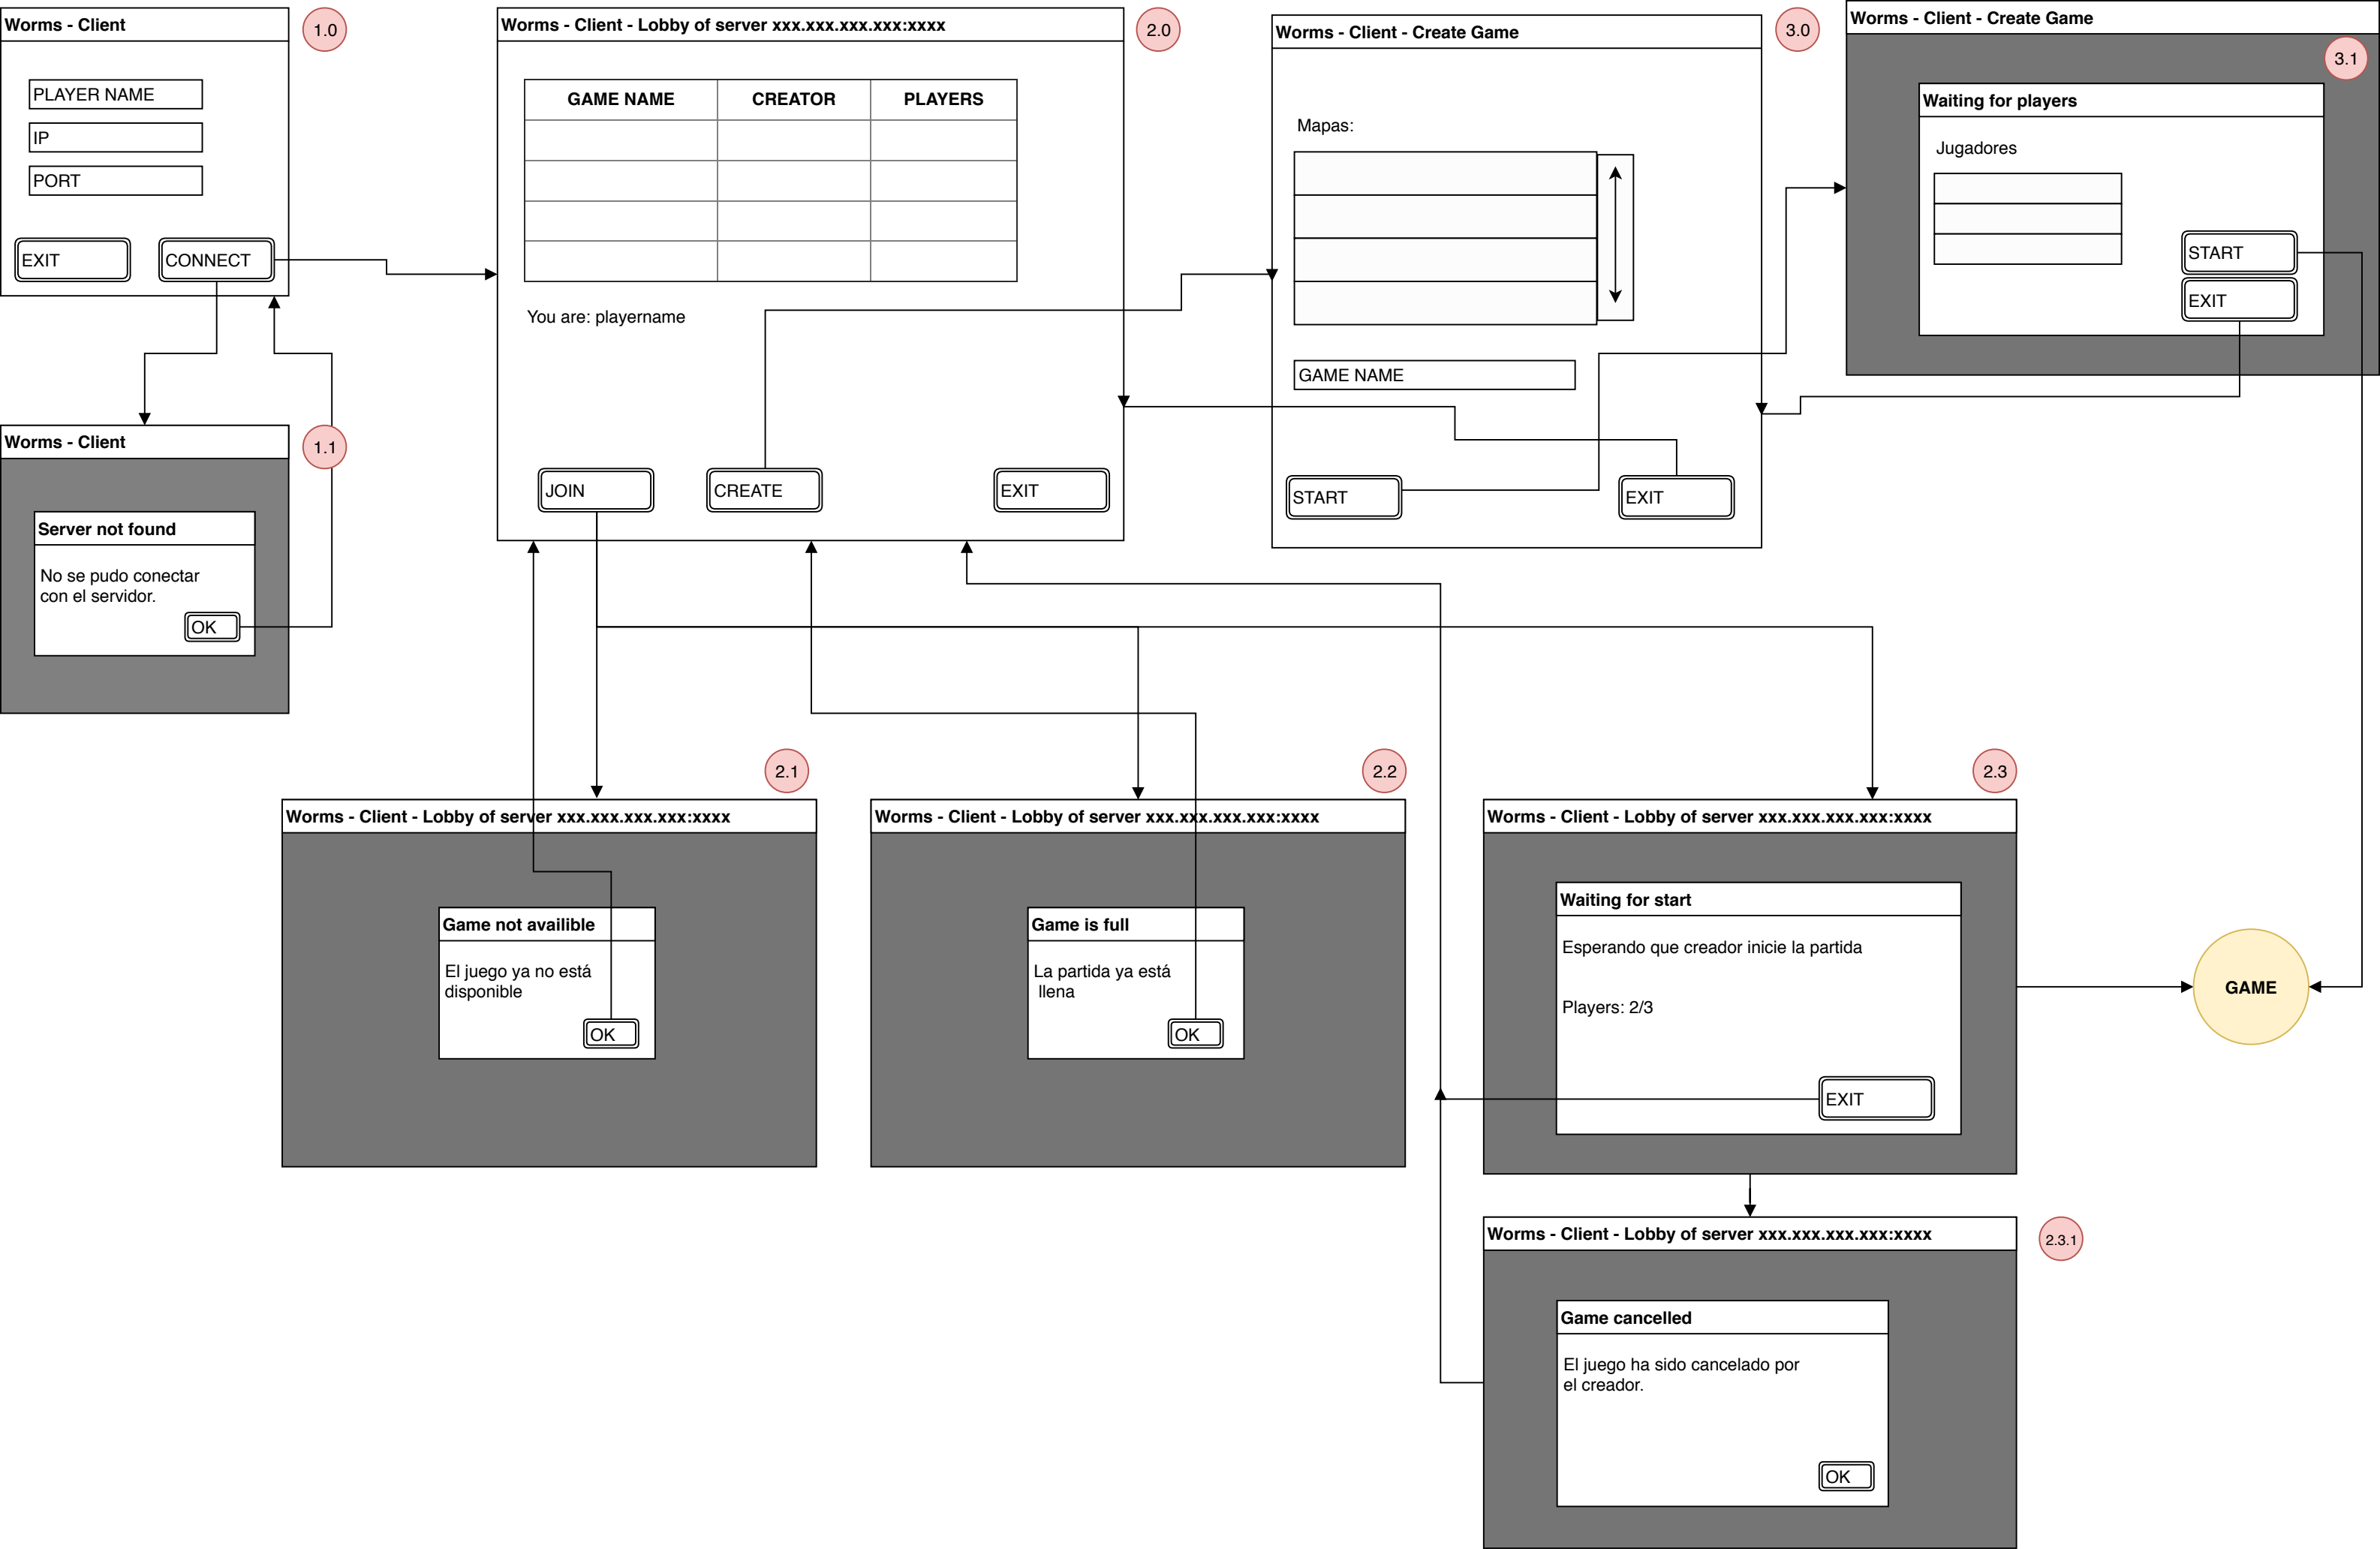 Worms - Client
1.0
PLAYER NAME
IP
PORT
EXIT
CONNECT
Worms - Client
1.1
Server not found
No se pudo conectar
con el servidor.
OK
Worms - Client - Lobby of server xxx.xxx.xxx.xxx:xxxx
2.0
GAME NAME
CREATOR
PLAYERS
You are: playername
JOIN
CREATE
EXIT
Worms - Client - Create Game
3.0
Mapas:
GAME NAME
START
EXIT
Worms - Client - Create Game
3.1
Waiting for players
Jugadores
START
EXIT
2.1
Worms - Client - Lobby of server xxx.xxx.xxx.xxx:xxxx
Game not availible
El juego ya no está
disponible
OK
2.2
Worms - Client - Lobby of server xxx.xxx.xxx.xxx:xxxx
Game is full
La partida ya está
llena
OK
2.3
Worms - Client - Lobby of server xxx.xxx.xxx.xxx:xxxx
Waiting for start
Esperando que creador inicie la partida
Players: 2/3
EXIT
GAME
Worms - Client - Lobby of server xxx.xxx.xxx.xxx:xxxx
2.3.1
Game cancelled
El juego ha sido cancelado por
el creador.
OK